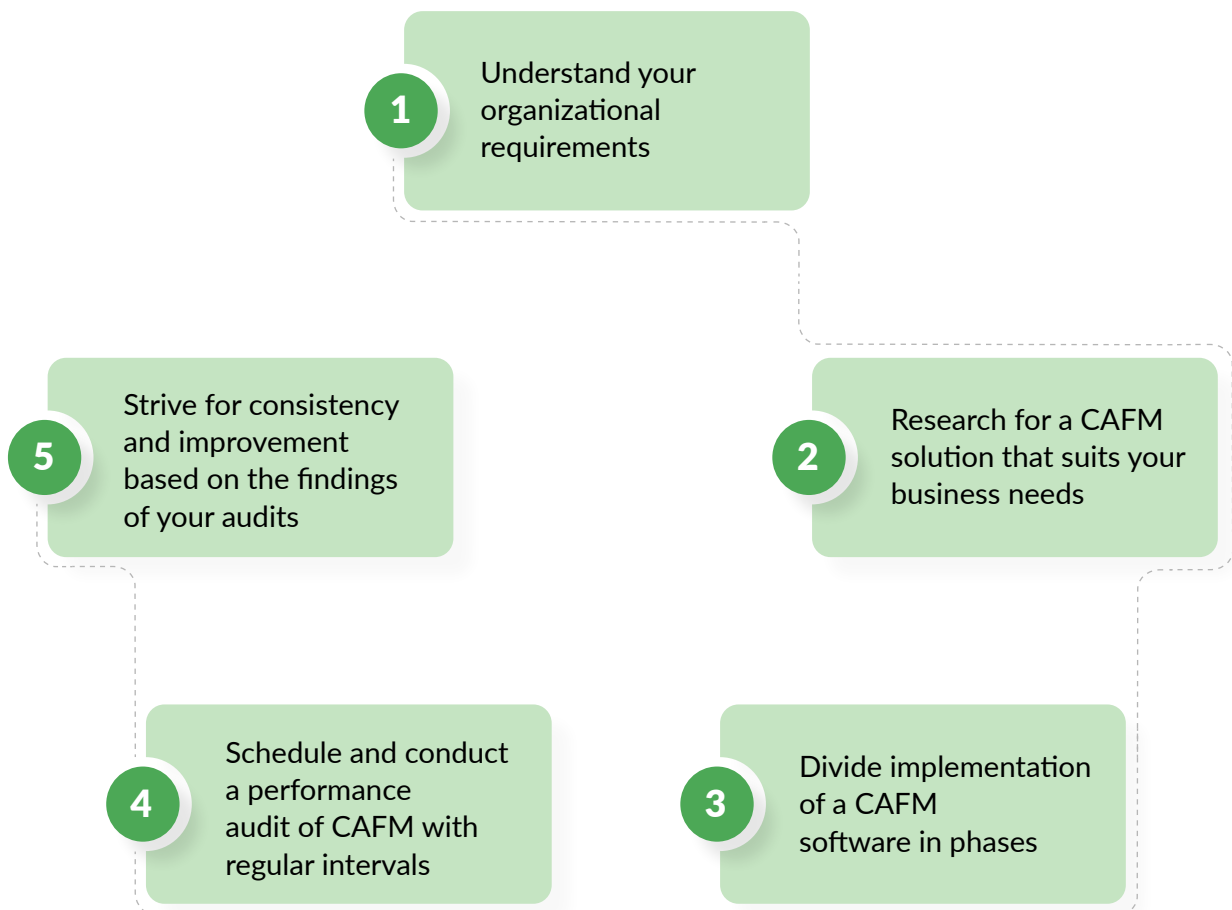 1
Understand your
organizational
requirements
2
Research for a CAFM
solution that suits your
business needs
3
Divide implementation
of a CAFM
software in phases
4
Schedule and conduct
a performance
audit of CAFM with
regular intervals
5
Strive for consistency
and improvement
based on the findings
of your audits